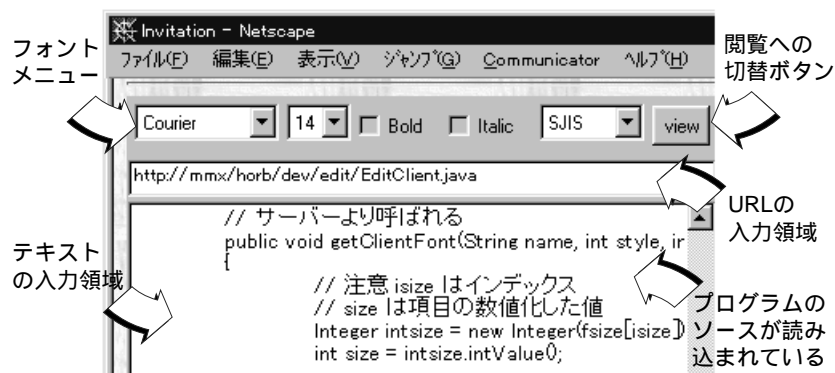 Invitation - Netscape
ファイル(F) 編集(E) 表示(V) ジャンプ(G) Communicator ヘルプ(H)
フォント
メニュー
閲覧への
切替ボタン
Courier 14 Bold Italic SJIS view
http://mmx/horb/dev/edit/EditClient.java
URLの
入力領域
テキスト
の入力領域
// サーバーより呼ばれる
public void getClientFont(String name, int style, ir
{
// 注意 isize はインデックス
// size は項目の数値化した値
Integer intsize = new Integer(fsize[isize])
int size = intsize.intValue();
プログラムの
ソースが読み
込まれている